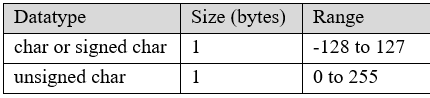 Datatype Size (bytes) Range
char or signed char 1 -128 to 127
unsigned char 1 0 to 255